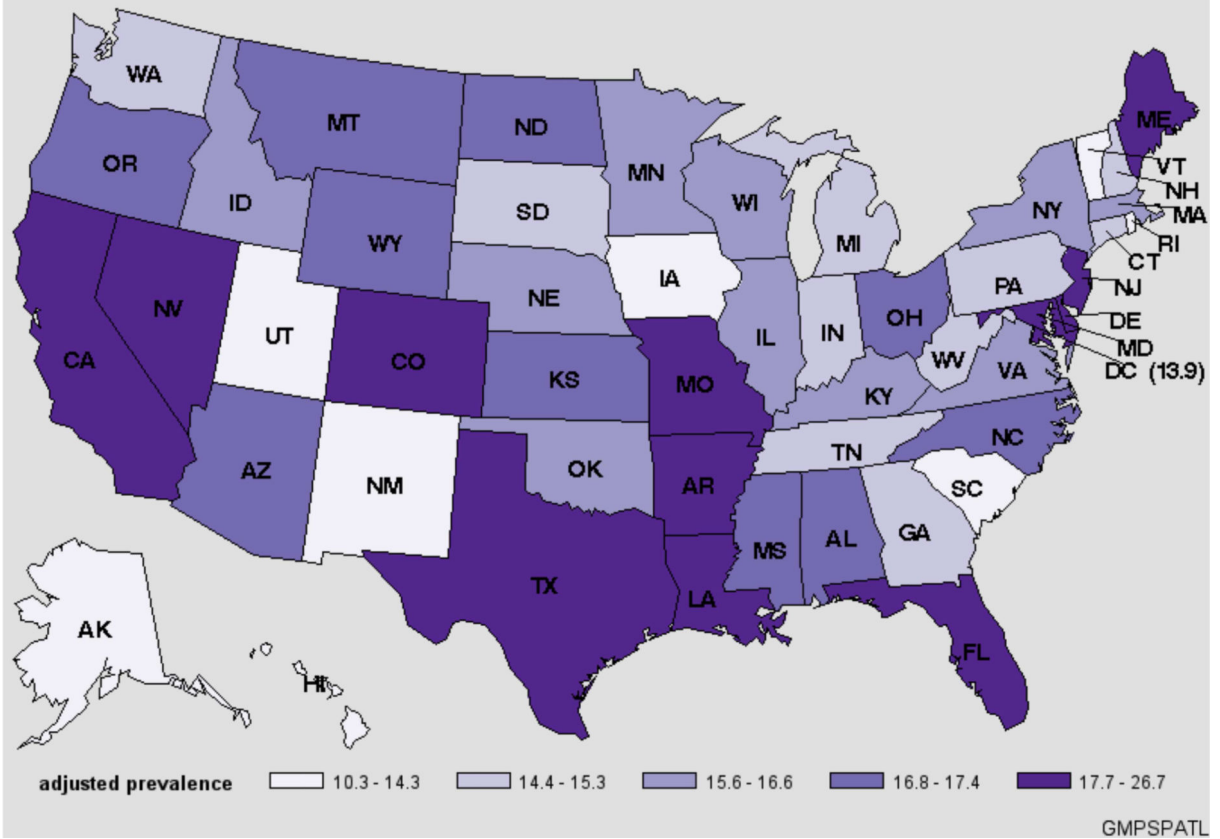 WA
MT
ND
ME
OR
MN
VT
ID
SD
WI
NH
NY
MA
WY
MI
RI
CT
IA
PA
NJ
NE
NV
OH
DE
UT
IL
IN
MD
CA
CO
WV
VA
DC (13.9)
KS
MO
KY
NC
TN
AZ
OK
NM
AR
SC
GA
MS
AL
TX
LA
AK
FL
HI
adjusted prevalence 10.3 - 14.3 14.4 - 15.3 15.6 - 16.6 16.8 - 17.4 17.7 - 26.7
GMPSPATL